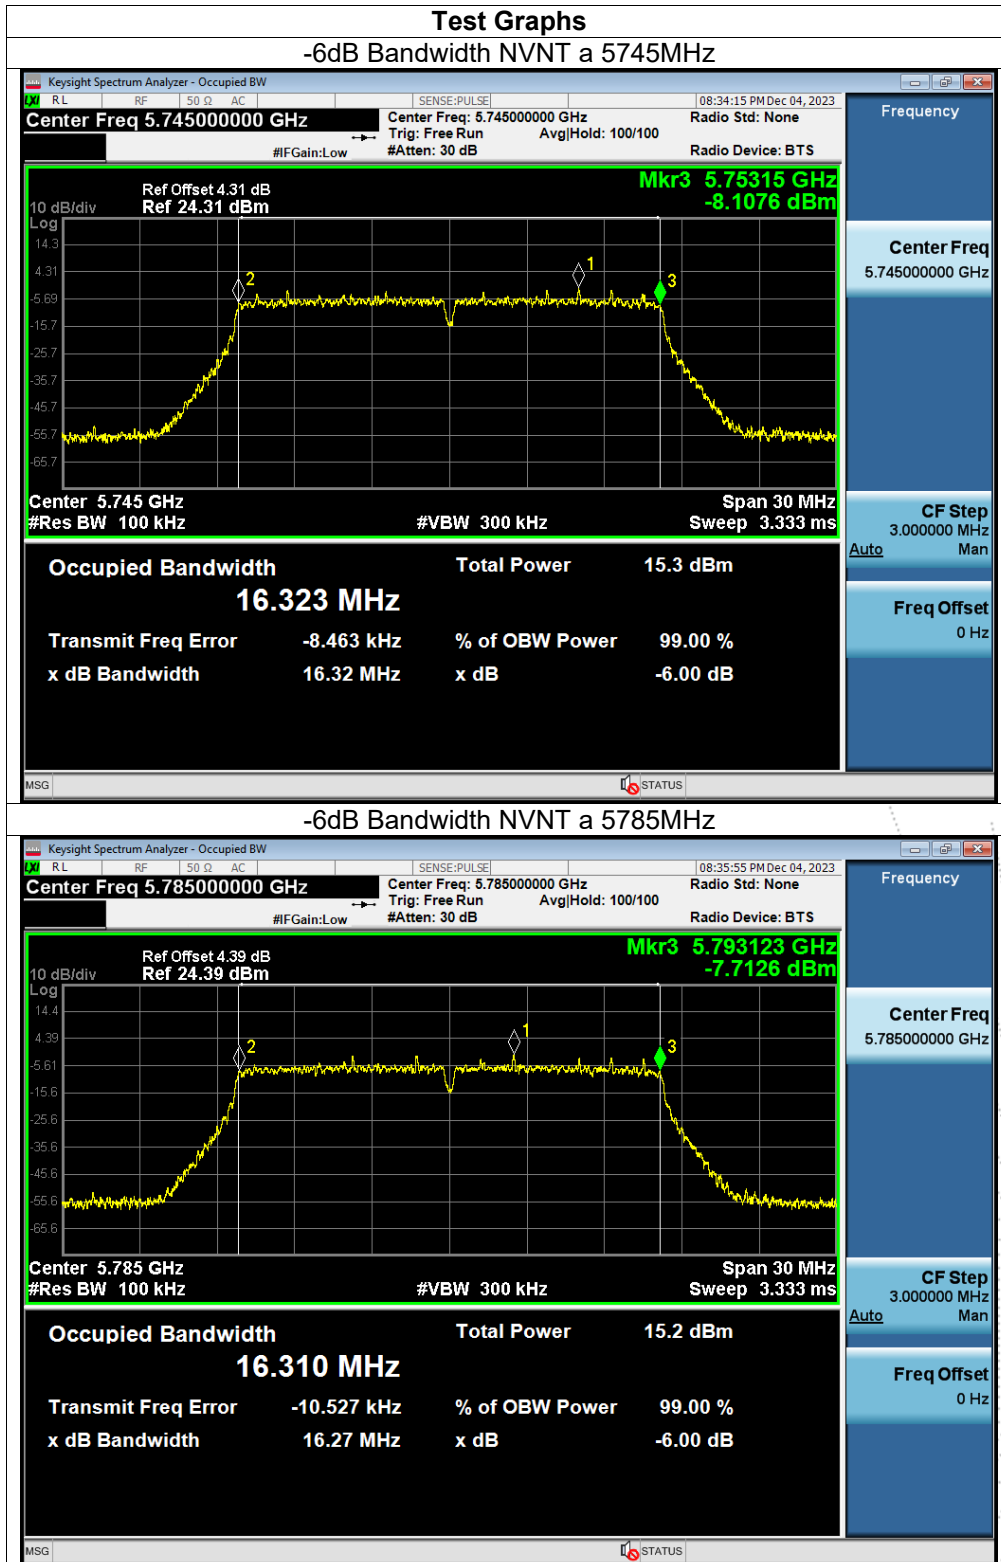 Test Graphs
-6dB Bandwidth NVNT a 5745MHz
Keysight Spectrum Analyzer - Occupied BW
LXI RL RF 50 Ω AC SENSE:PULSE 08:34:15 PM Dec 04, 2023
Center Freq 5.745000000 GHz Center Freq: 5.745000000 GHz Radio Std: None Frequency
Trig: Free Run Avg|Hold: 100/100
#IFGain:Low #Atten: 30 dB Radio Device: BTS
Mkr3 5.75315 GHz
Ref Offset 4.31 dB
10 dB/div Ref 24.31 dBm -8.1076 dBm
Log
14.3
4.31
-5.69
-15.7
-25.7
-35.7
-45.7
-55.7
-65.7
2
1
3
Center Freq
5.745000000 GHz
Center 5.745 GHz Span 30 MHz
#Res BW 100 kHz #VBW 300 kHz Sweep 3.333 ms
CF Step
3.000000 MHz
Auto Man
Occupied Bandwidth Total Power 15.3 dBm
16.323 MHz
Freq Offset
0 Hz
Transmit Freq Error -8.463 kHz % of OBW Power 99.00 %
x dB Bandwidth 16.32 MHz x dB -6.00 dB
MSG STATUS
-6dB Bandwidth NVNT a 5785MHz
Keysight Spectrum Analyzer - Occupied BW
LXI RL RF 50 Ω AC SENSE:PULSE 08:35:55 PM Dec 04, 2023
Center Freq 5.785000000 GHz Center Freq: 5.785000000 GHz Radio Std: None Frequency
Trig: Free Run Avg|Hold: 100/100
#IFGain:Low #Atten: 30 dB Radio Device: BTS
Mkr3 5.793123 GHz
Ref Offset 4.39 dB
10 dB/div Ref 24.39 dBm -7.7126 dBm
Log
14.4
4.39
-5.61
-15.6
-25.6
-35.6
-45.6
-55.6
-65.6
2
1
3
Center Freq
5.785000000 GHz
Center 5.785 GHz Span 30 MHz
#Res BW 100 kHz #VBW 300 kHz Sweep 3.333 ms
CF Step
3.000000 MHz
Auto Man
Occupied Bandwidth Total Power 15.2 dBm
16.310 MHz
Freq Offset
0 Hz
Transmit Freq Error -10.527 kHz % of OBW Power 99.00 %
x dB Bandwidth 16.27 MHz x dB -6.00 dB
MSG STATUS